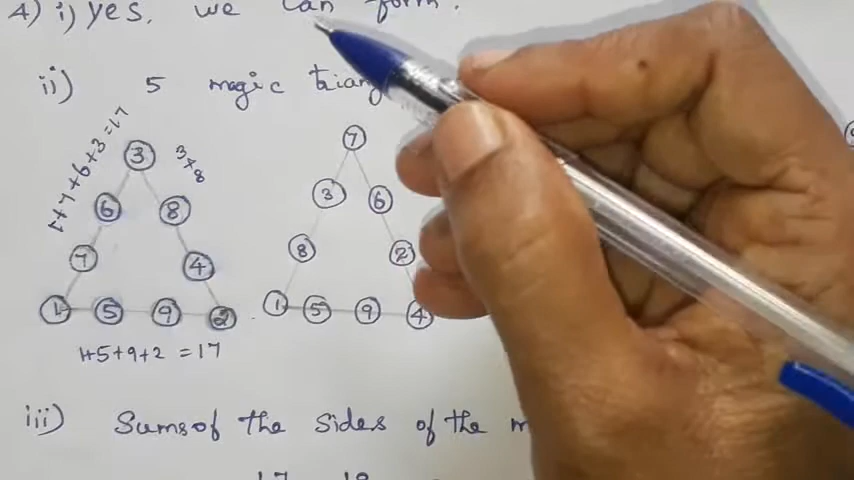 4) i) yes, we can form.
ii) 5 magic triang
1+7+6+3=17
3+8
3
6 8
7 4
1 5 9 2
1+5+9+2 = 17
7
3 6
8 2
1 5 9 4
iii) Sums of the sides of the m
17